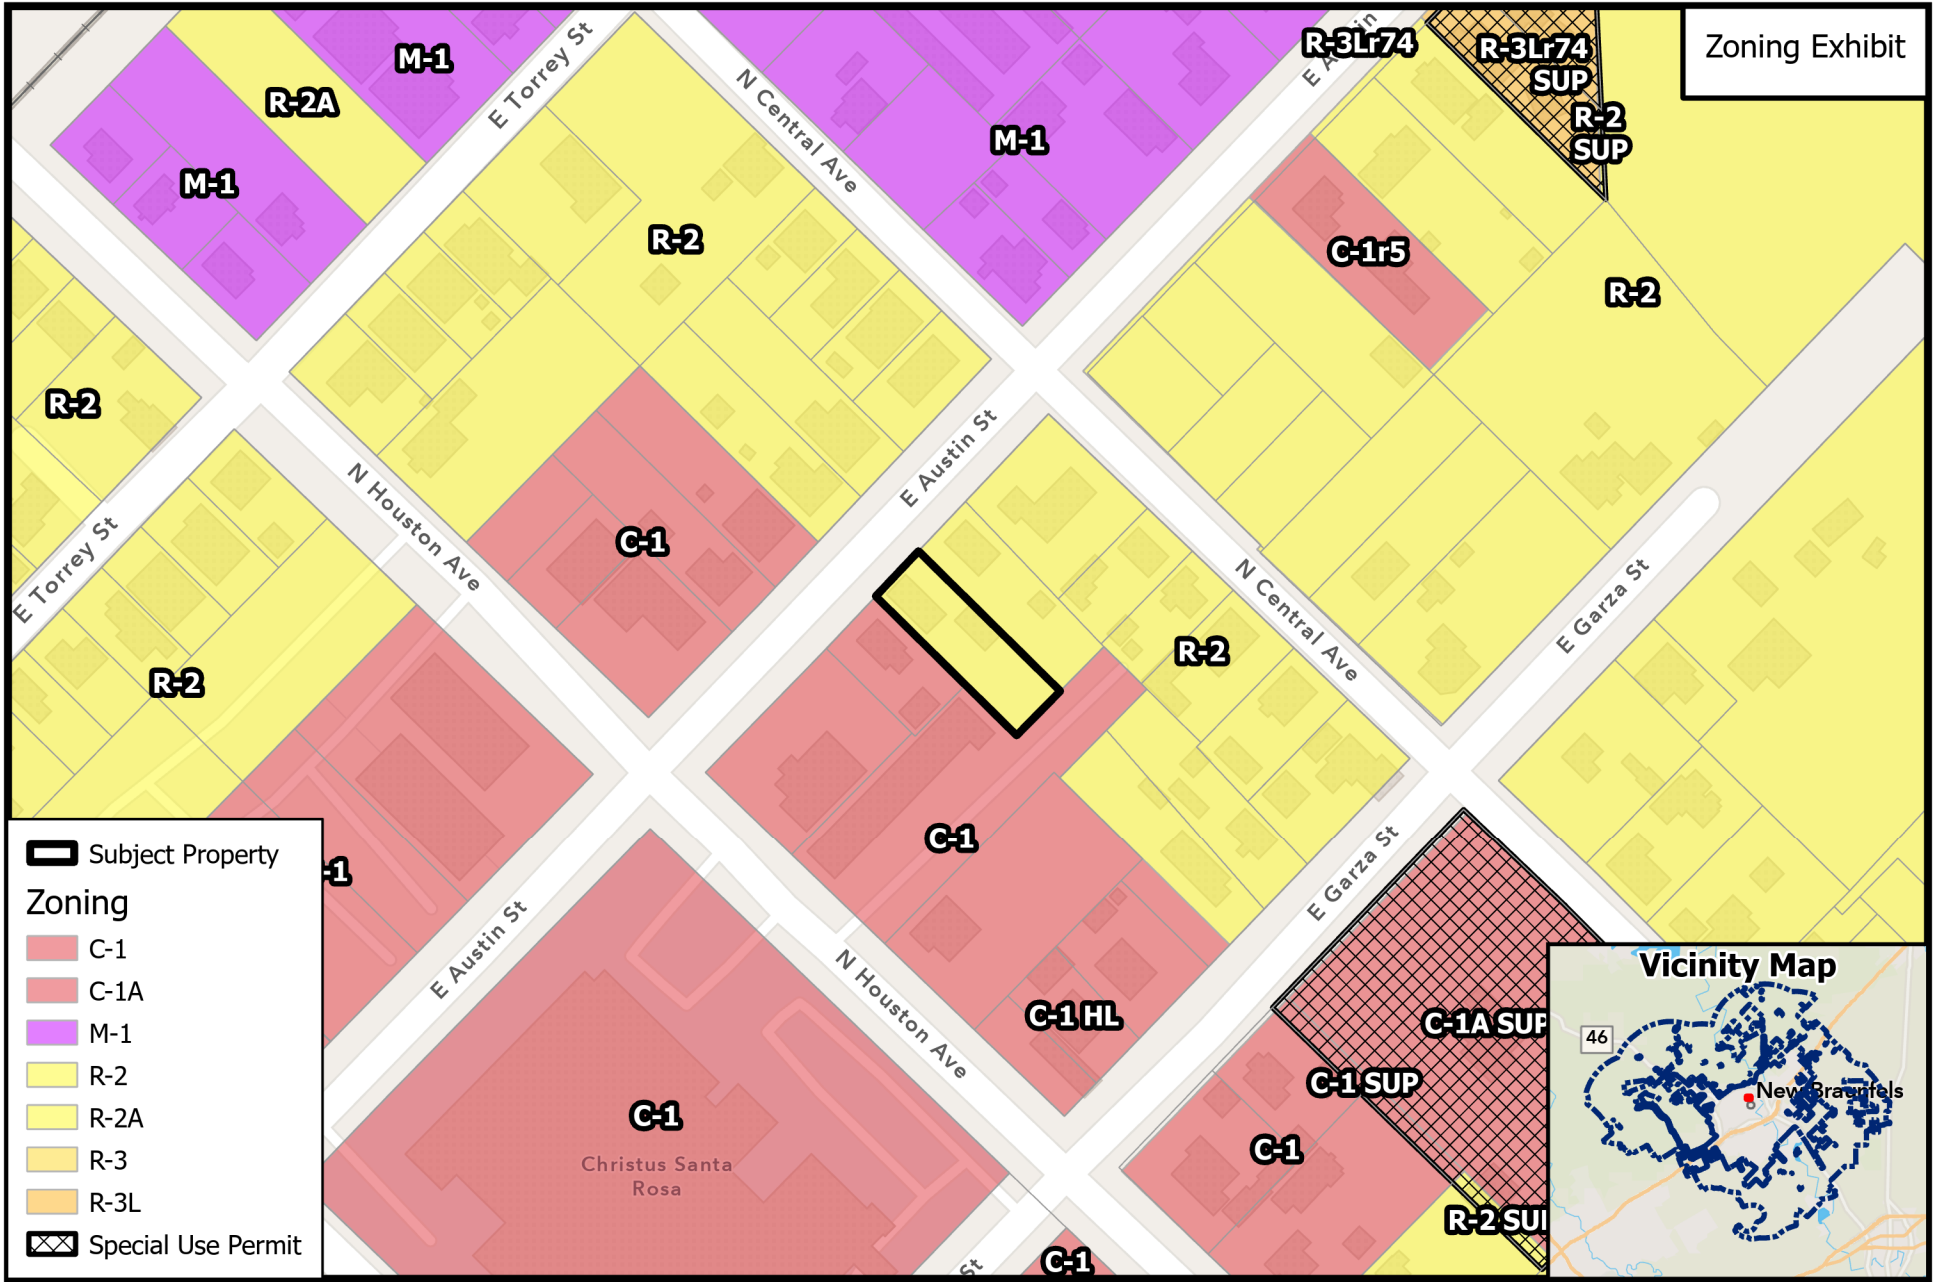 Zoning Exhibit
M-1
R-2A
E Torrey St
N Central Ave
R-3Lr74
R-3Lr74
SUP
R-2
SUP
M-1
M-1
R-2
C-1r5
R-2
R-2
E Austin St
N Houston Ave
C-1
E Torrey St
N Central Ave
E Garza St
R-2
R-2
C-1
-1
E Garza St
E Austin St
N Houston Ave
C-1 HL
C-1A SUP
C-1 SUP
C-1
Christus Santa
Rosa
C-1
R-2
C-1
St
Subject Property
Zoning
C-1
C-1A
M-1
R-2
R-2A
R-3
R-3L
Special Use Permit
Vicinity Map
46
New Braunfels